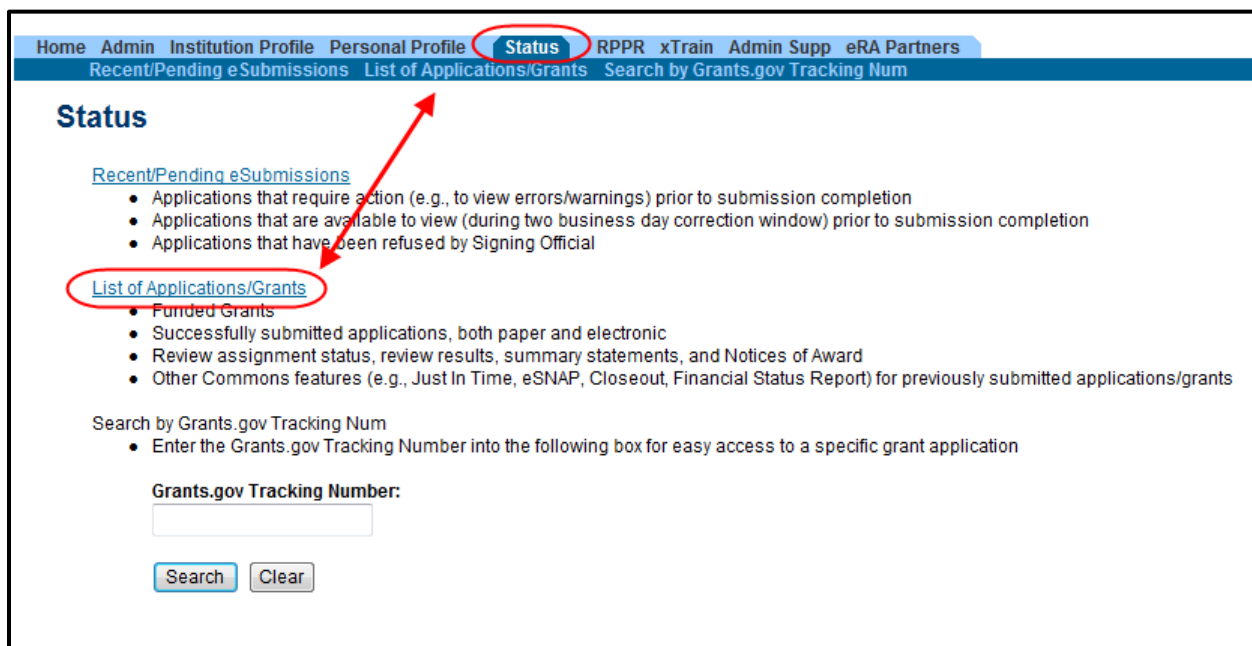 Home Admin Institution Profile Personal Profile Status RPPR xTrain Admin Supp eRA Partners
Recent/Pending eSubmissions List of Applications/Grants Search by Grants.gov Tracking Num
Status
Recent/Pending eSubmissions
• Applications that require action (e.g., to view errors/warnings) prior to submission completion
• Applications that are available to view (during two business day correction window) prior to submission completion
• Applications that have been refused by Signing Official
List of Applications/Grants
• Funded Grants
• Successfully submitted applications, both paper and electronic
• Review assignment status, review results, summary statements, and Notices of Award
• Other Commons features (e.g., Just In Time, eSNAP, Closeout, Financial Status Report) for previously submitted applications/grants
Search by Grants.gov Tracking Num
• Enter the Grants.gov Tracking Number into the following box for easy access to a specific grant application
Grants.gov Tracking Number:
Search Clear